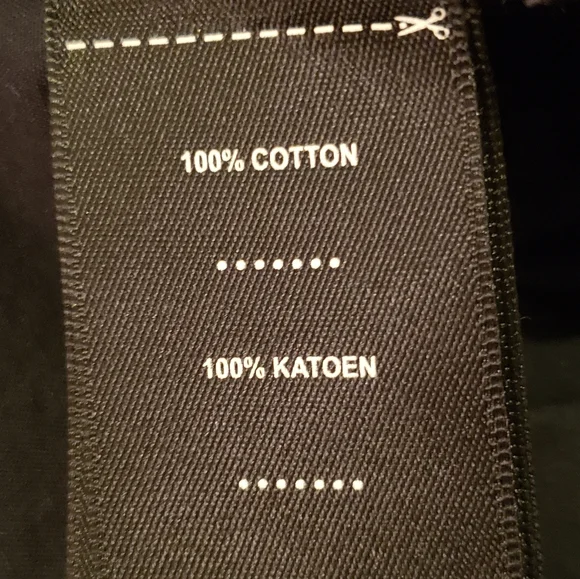 100% COTTON
.......
100% KATOEN
.......